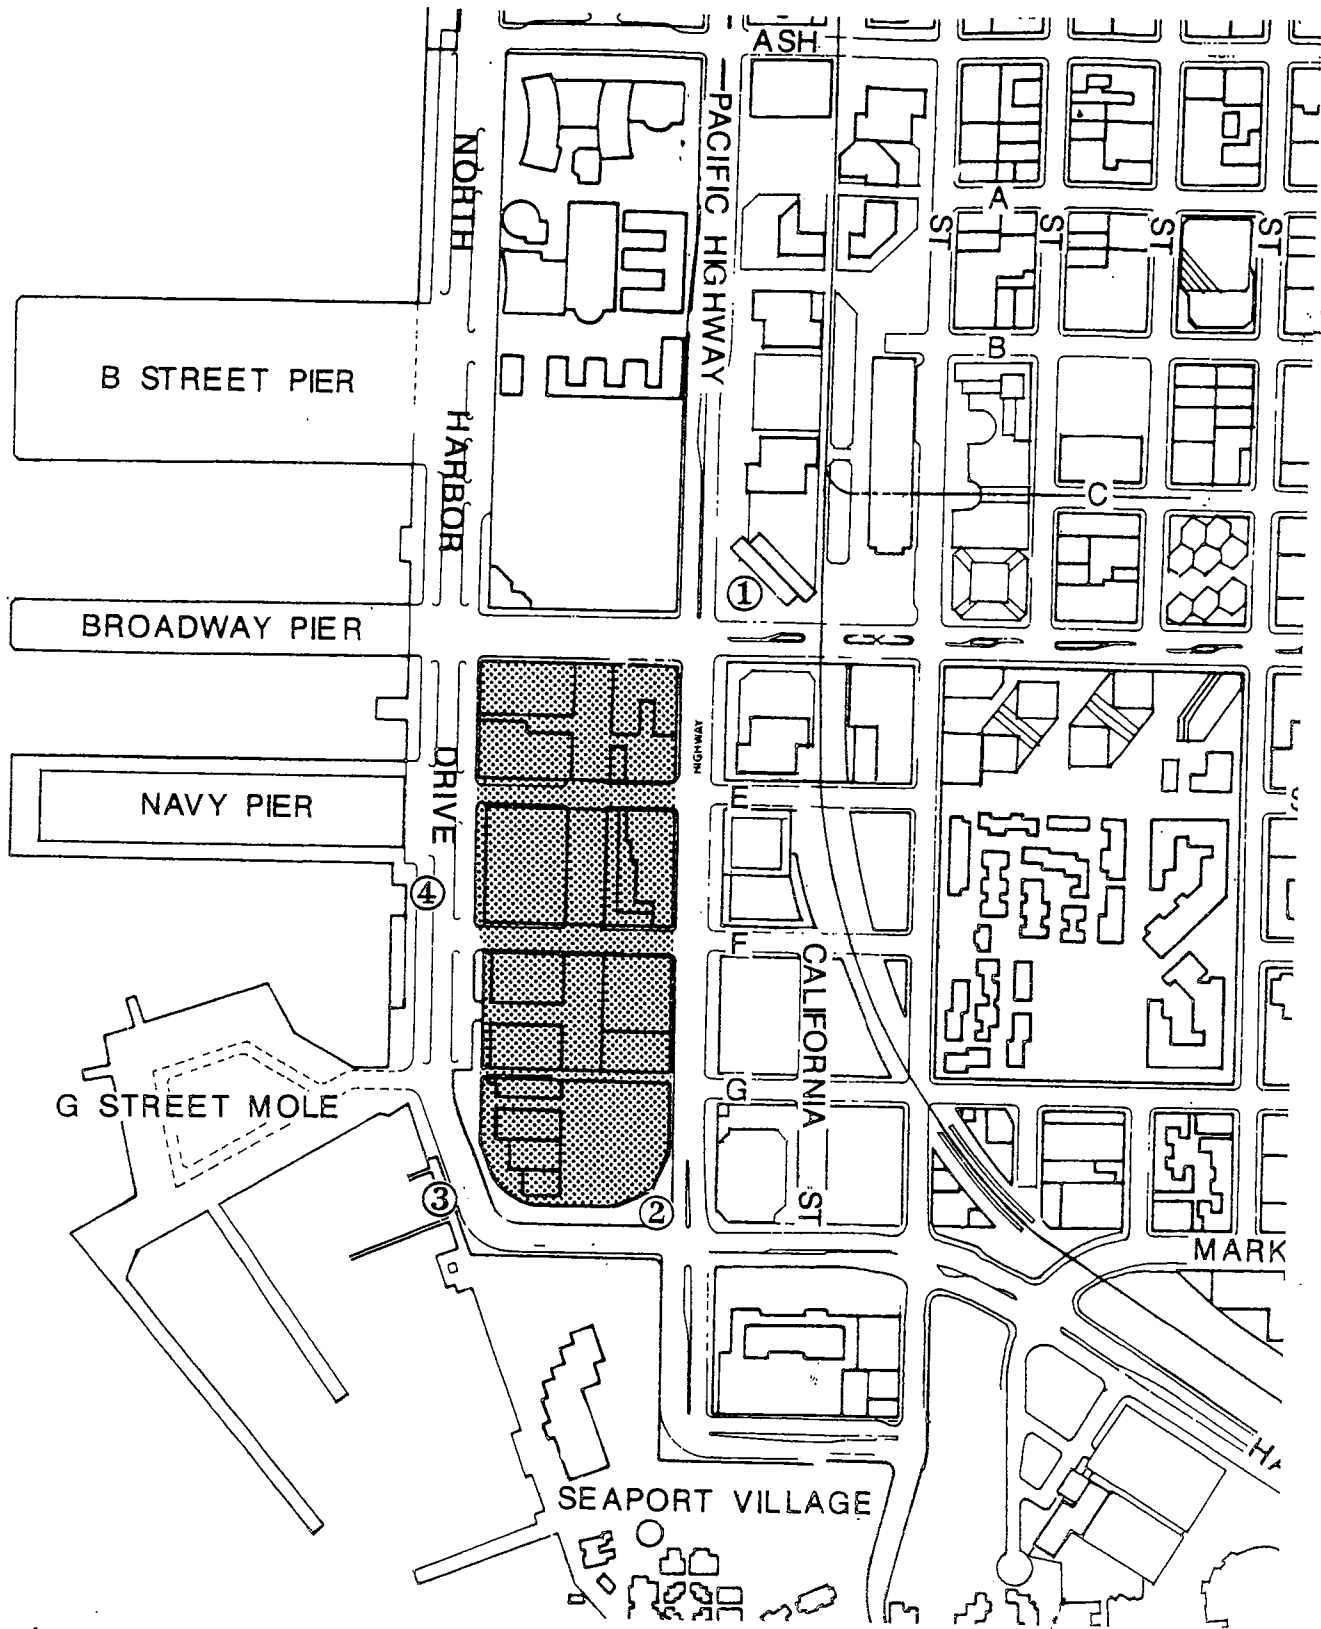 ASH
PACIFIC HIGHWAY
NORTH
HARBOR
DRIVE
A
ST
ST
ST
ST
B STREET PIER
B
C
①
BROADWAY PIER
HIGHWAY
NAVY PIER
E
④
F
CALIFORNIA
ST
G
G STREET MOLE
③
②
MARK
SEAPORT VILLAGE
HA